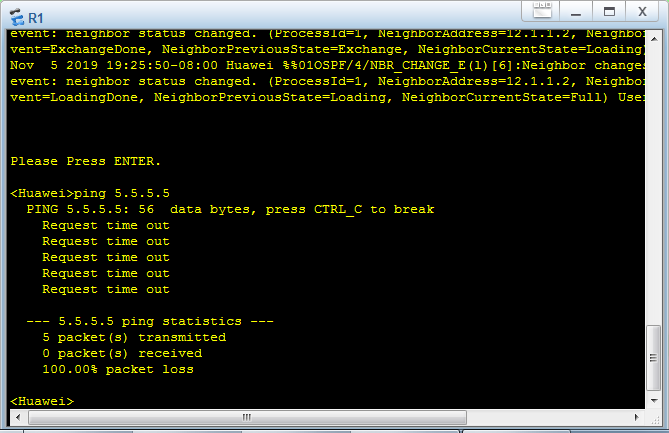 R1
event: neighbor status changed. (ProcessId=1, NeighborAddress=12.1.1.2, Neighbo
vent=ExchangeDone, NeighborPreviousState=Exchange, NeighborCurrentState=Loading)
Nov  5 2019 19:25:50-08:00 Huawei %%01OSPF/4/NBR_CHANGE_E(l)[6]:Neighbor changes
event: neighbor status changed. (ProcessId=1, NeighborAddress=12.1.1.2, Neighbo
vent=LoadingDone, NeighborPreviousState=Loading, NeighborCurrentState=Full) User
Please Press ENTER.
<Huawei>ping 5.5.5.5
  PING 5.5.5.5: 56  data bytes, press CTRL_C to break
    Request time out
    Request time out
    Request time out
    Request time out
    Request time out
  --- 5.5.5.5 ping statistics ---
    5 packet(s) transmitted
    0 packet(s) received
    100.00% packet loss
<Huawei>